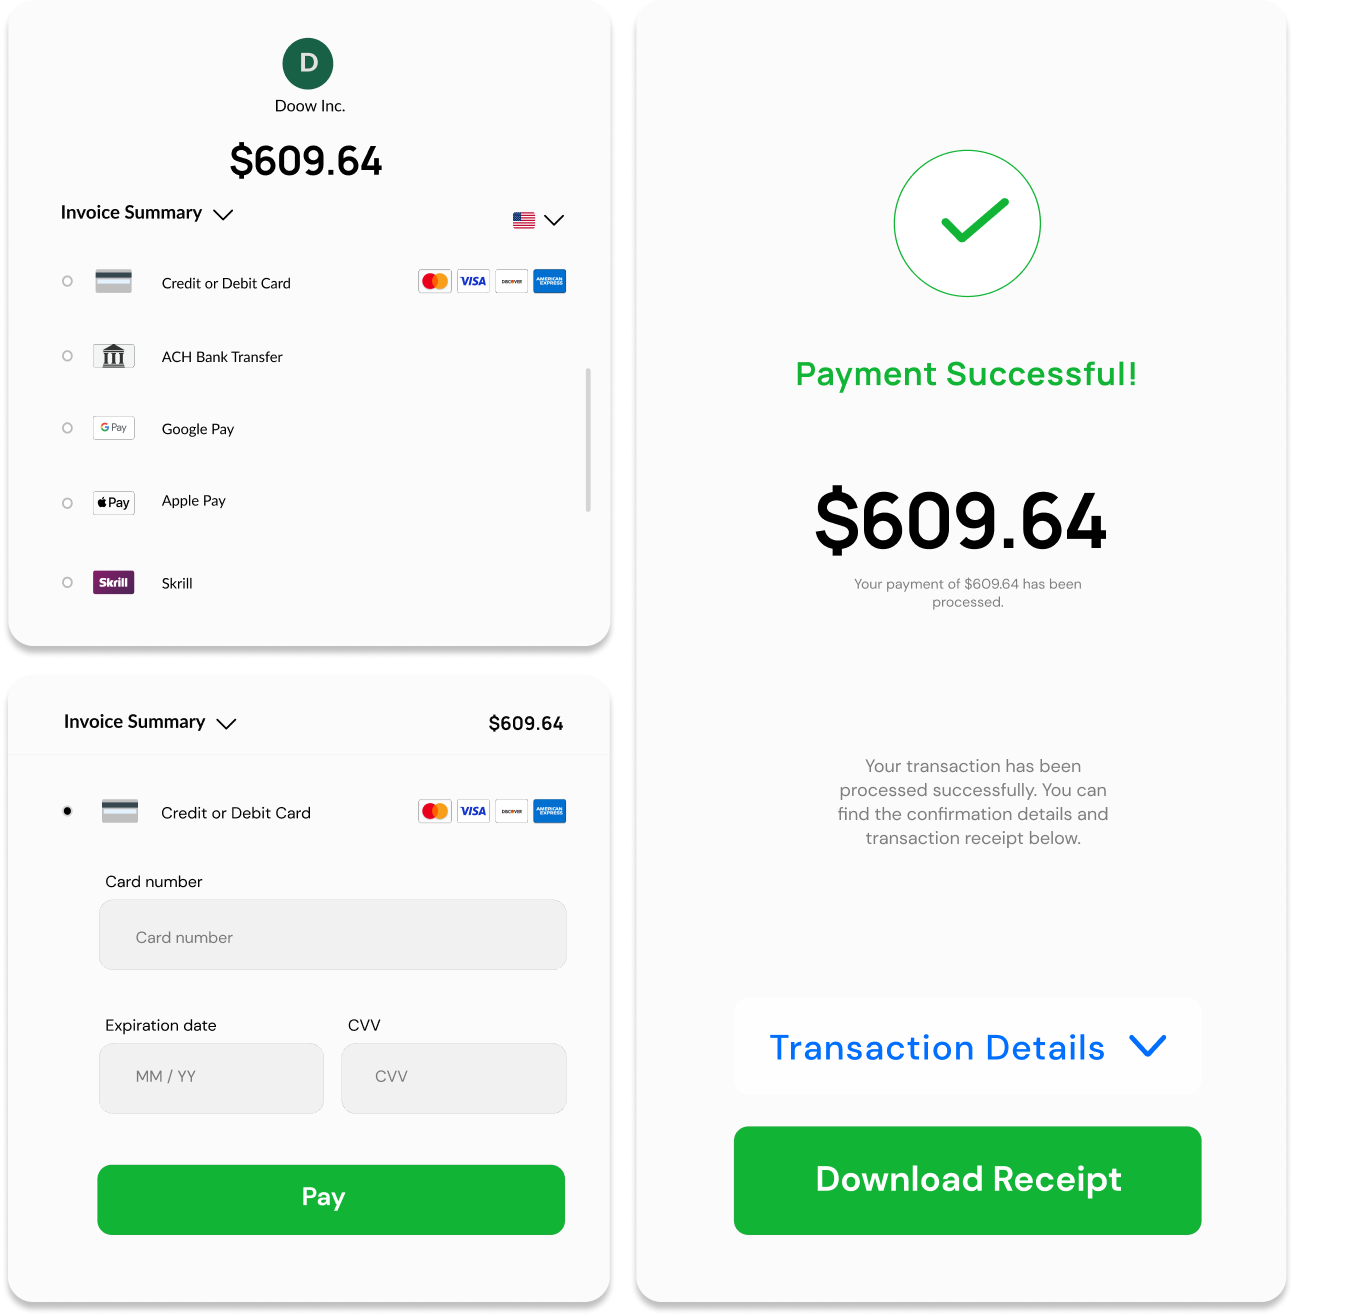 D
Doow Inc.
$609.64
Invoice Summary
Credit or Debit Card
VISA
DISCOVER
AMERICAN
EXPRESS
ACH Bank Transfer
G Pay
Google Pay
Pay
Apple Pay
Skrill
Skrill
Invoice Summary
$609.64
Credit or Debit Card
VISA
DISCOVER
AMERICAN
EXPRESS
Card number
Card number
Expiration date
CVV
MM / YY
CVV
Pay
Payment Successful!
$609.64
Your payment of $609.64 has been
processed.
Your transaction has been
processed successfully. You can
find the confirmation details and
transaction receipt below.
Transaction Details
Download Receipt